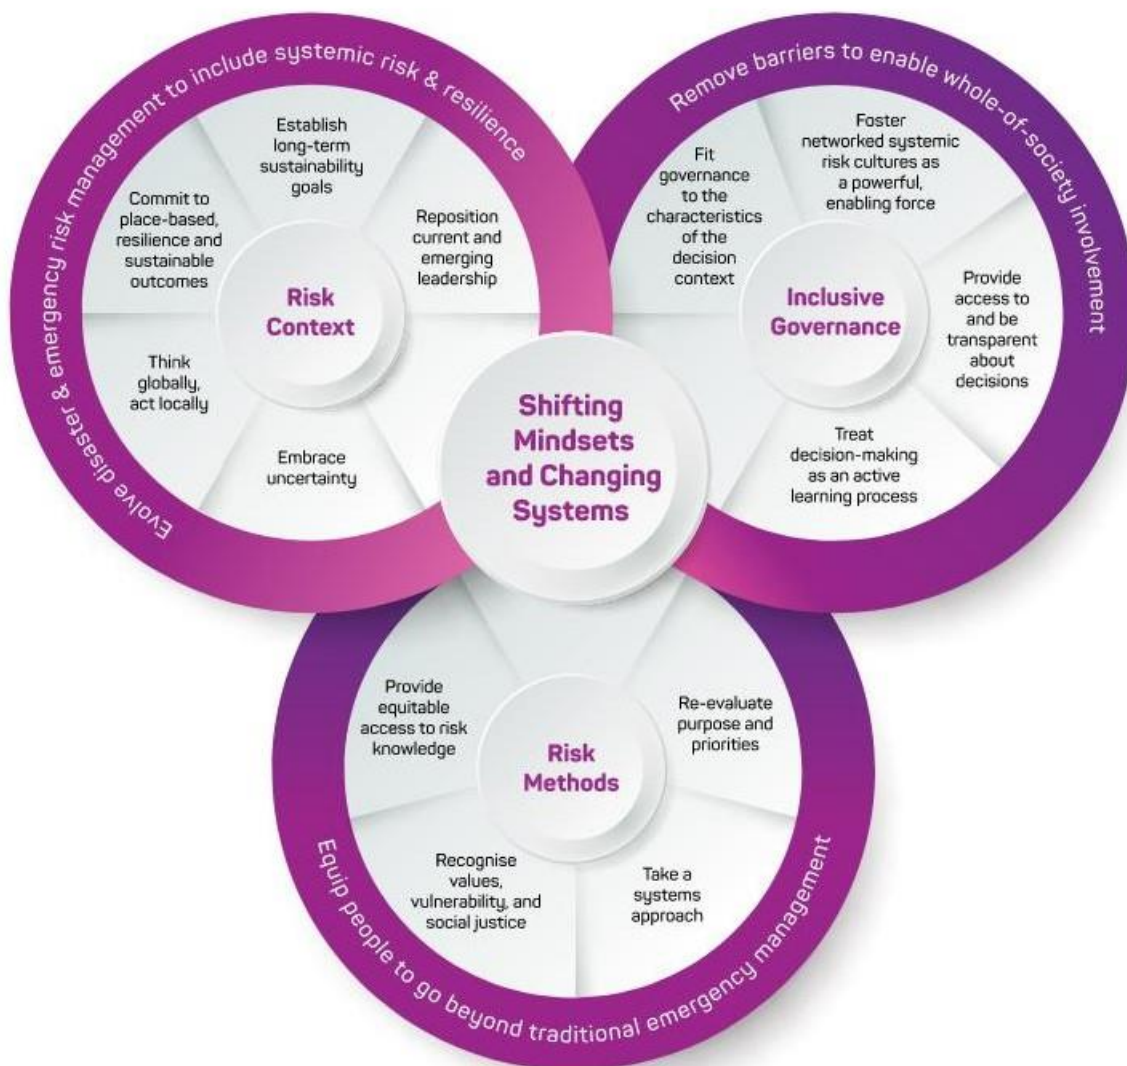 Evolve disaster & emergency risk management to include systemic risk & resilience
Establish
long-term
sustainability
goals
Commit to
place-based,
resilience and
sustainable
outcomes
Reposition
current and
emerging
leadership
Risk
Context
Think
globally,
act locally
Embrace
uncertainty
Remove barriers to enable whole-of-society involvement
Foster
networked systemic
risk cultures as
a powerful,
enabling force
Fit
governance
to the
characteristics
of the
decision
context
Inclusive
Governance
Provide
access to
and be
transparent
about
decisions
Treat
decision-making
as an active
learning process
Shifting
Mindsets
and Changing
Systems
Provide
equitable
access to risk
knowledge
Re-evaluate
purpose and
priorities
Risk
Methods
Recognise
values,
vulnerability, and
social justice
Take a
systems
approach
Equip people to go beyond traditional emergency management